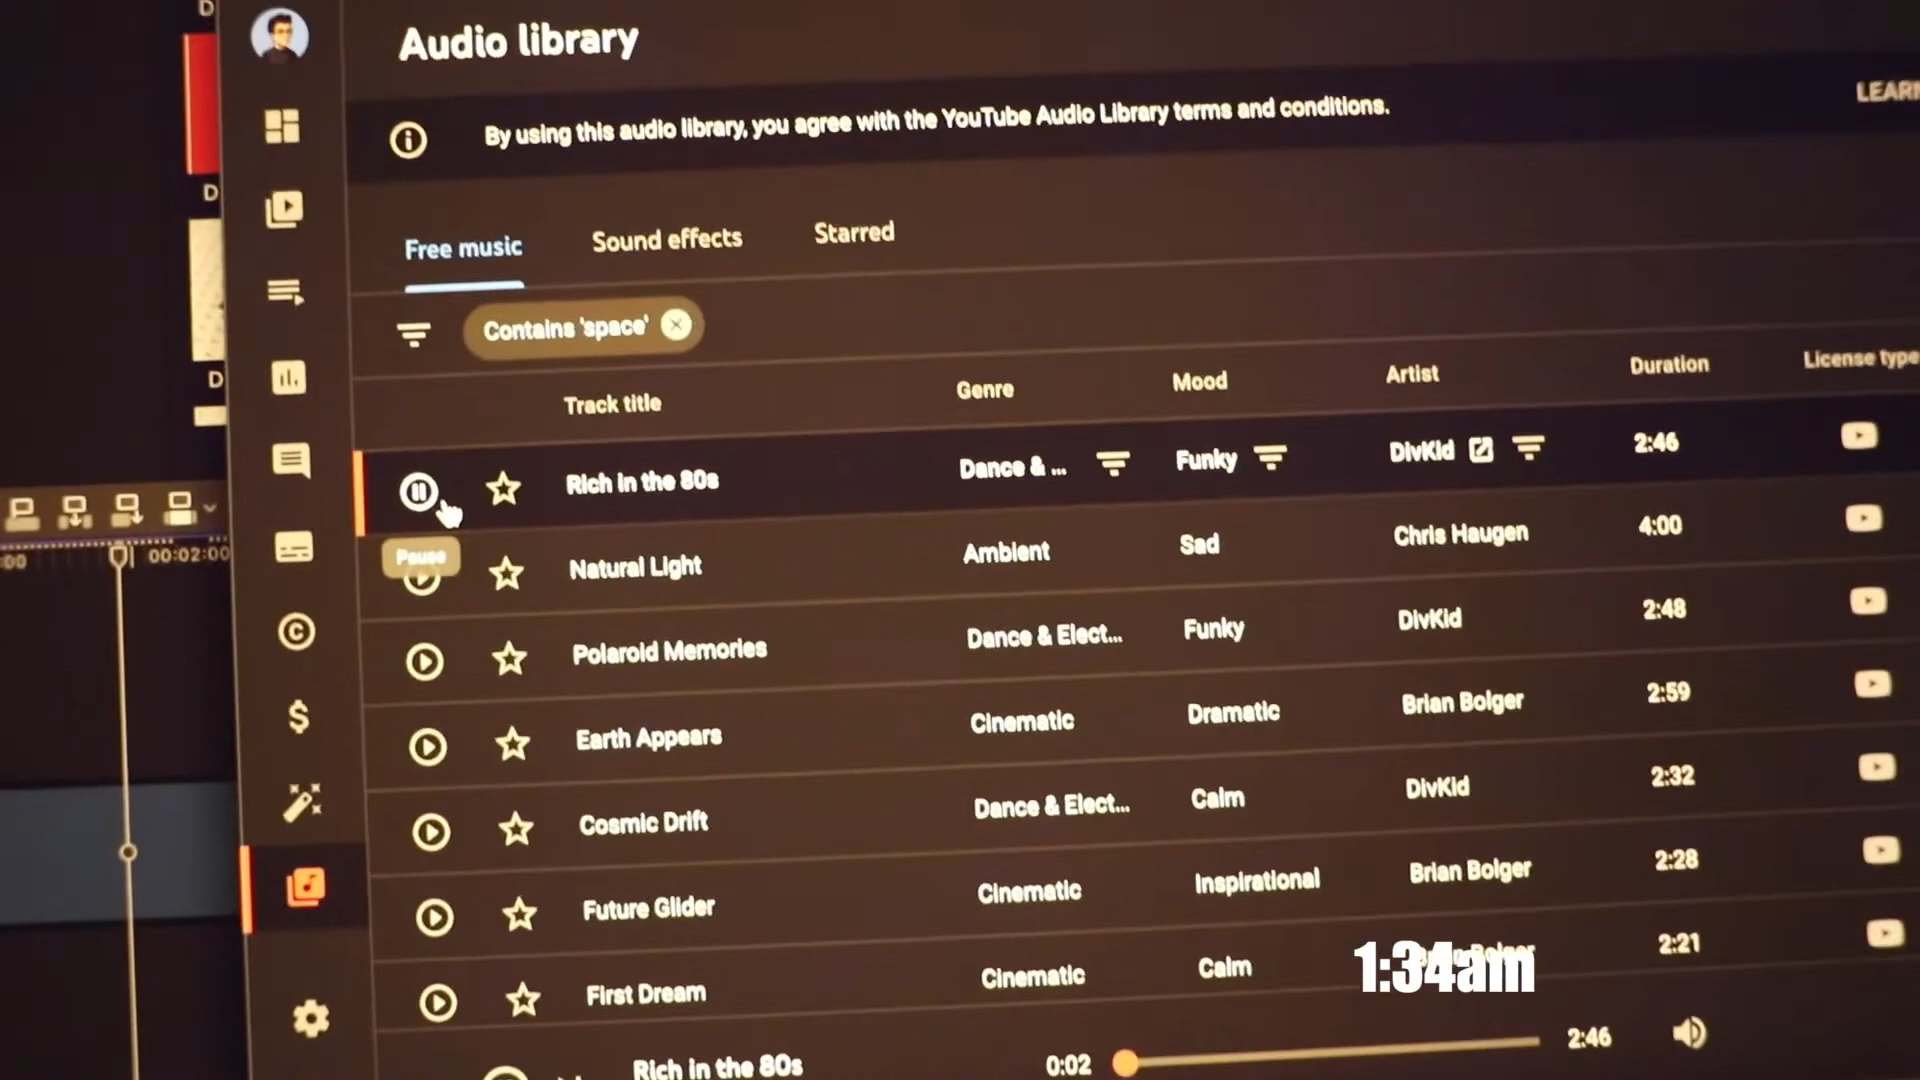 D
D
D
Audio library
By using this audio library, you agree with the YouTube Audio Library terms and conditions.
LEARN
Free music Sound effects Starred
Contains 'space'
Track title Genre Mood Artist Duration License type
Rich in the 80s Dance & ... Funky DivKid 2:46
Pause
Natural Light Ambient Sad Chris Haugen 4:00
Polaroid Memories Dance & Elect... Funky DivKid 2:48
Earth Appears Cinematic Dramatic Brian Bolger 2:59
Cosmic Drift Dance & Elect... Calm DivKid 2:32
Future Glider Cinematic Inspirational Brian Bolger 2:28
First Dream Cinematic Calm Brian Bolger 2:21
1:34am
Rich in the 80s 0:02 2:46
:00 00:02:00